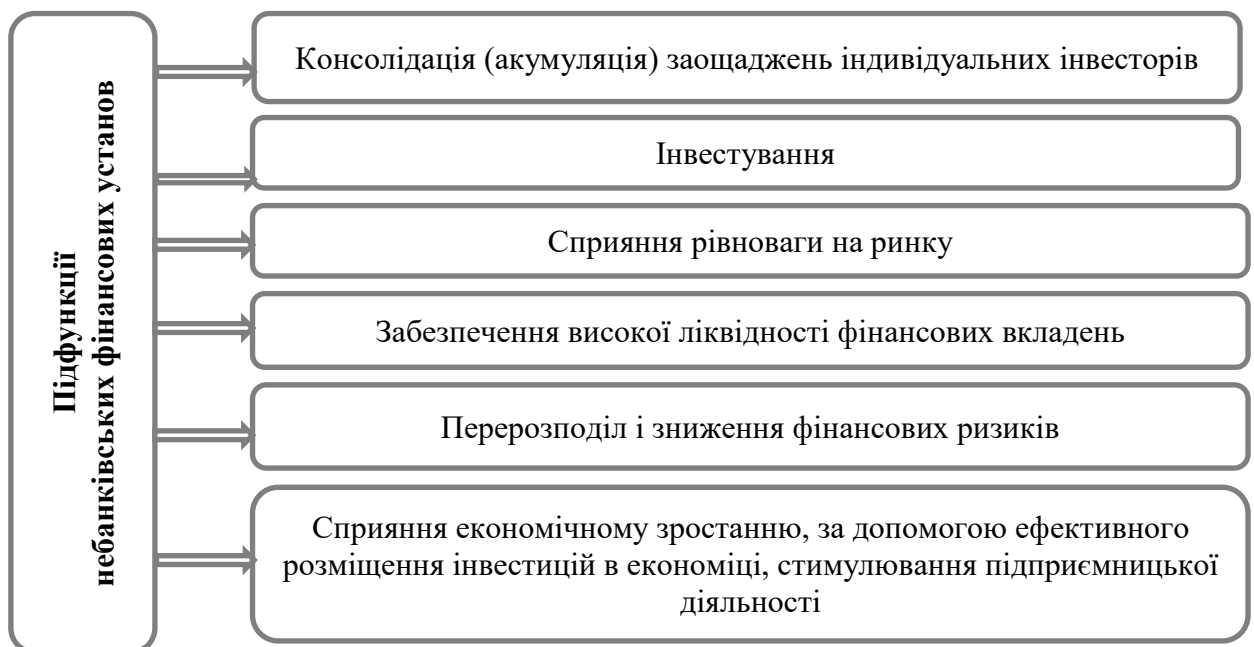 Підфункції
небанківських фінансових установ
Консолідація (акумуляція) заощаджень індивідуальних інвесторів
Інвестування
Сприяння рівноваги на ринку
Забезпечення високої ліквідності фінансових вкладень
Перерозподіл і зниження фінансових ризиків
Сприяння економічному зростанню, за допомогою ефективного
розміщення інвестицій в економіці, стимулювання підприємницької
діяльності